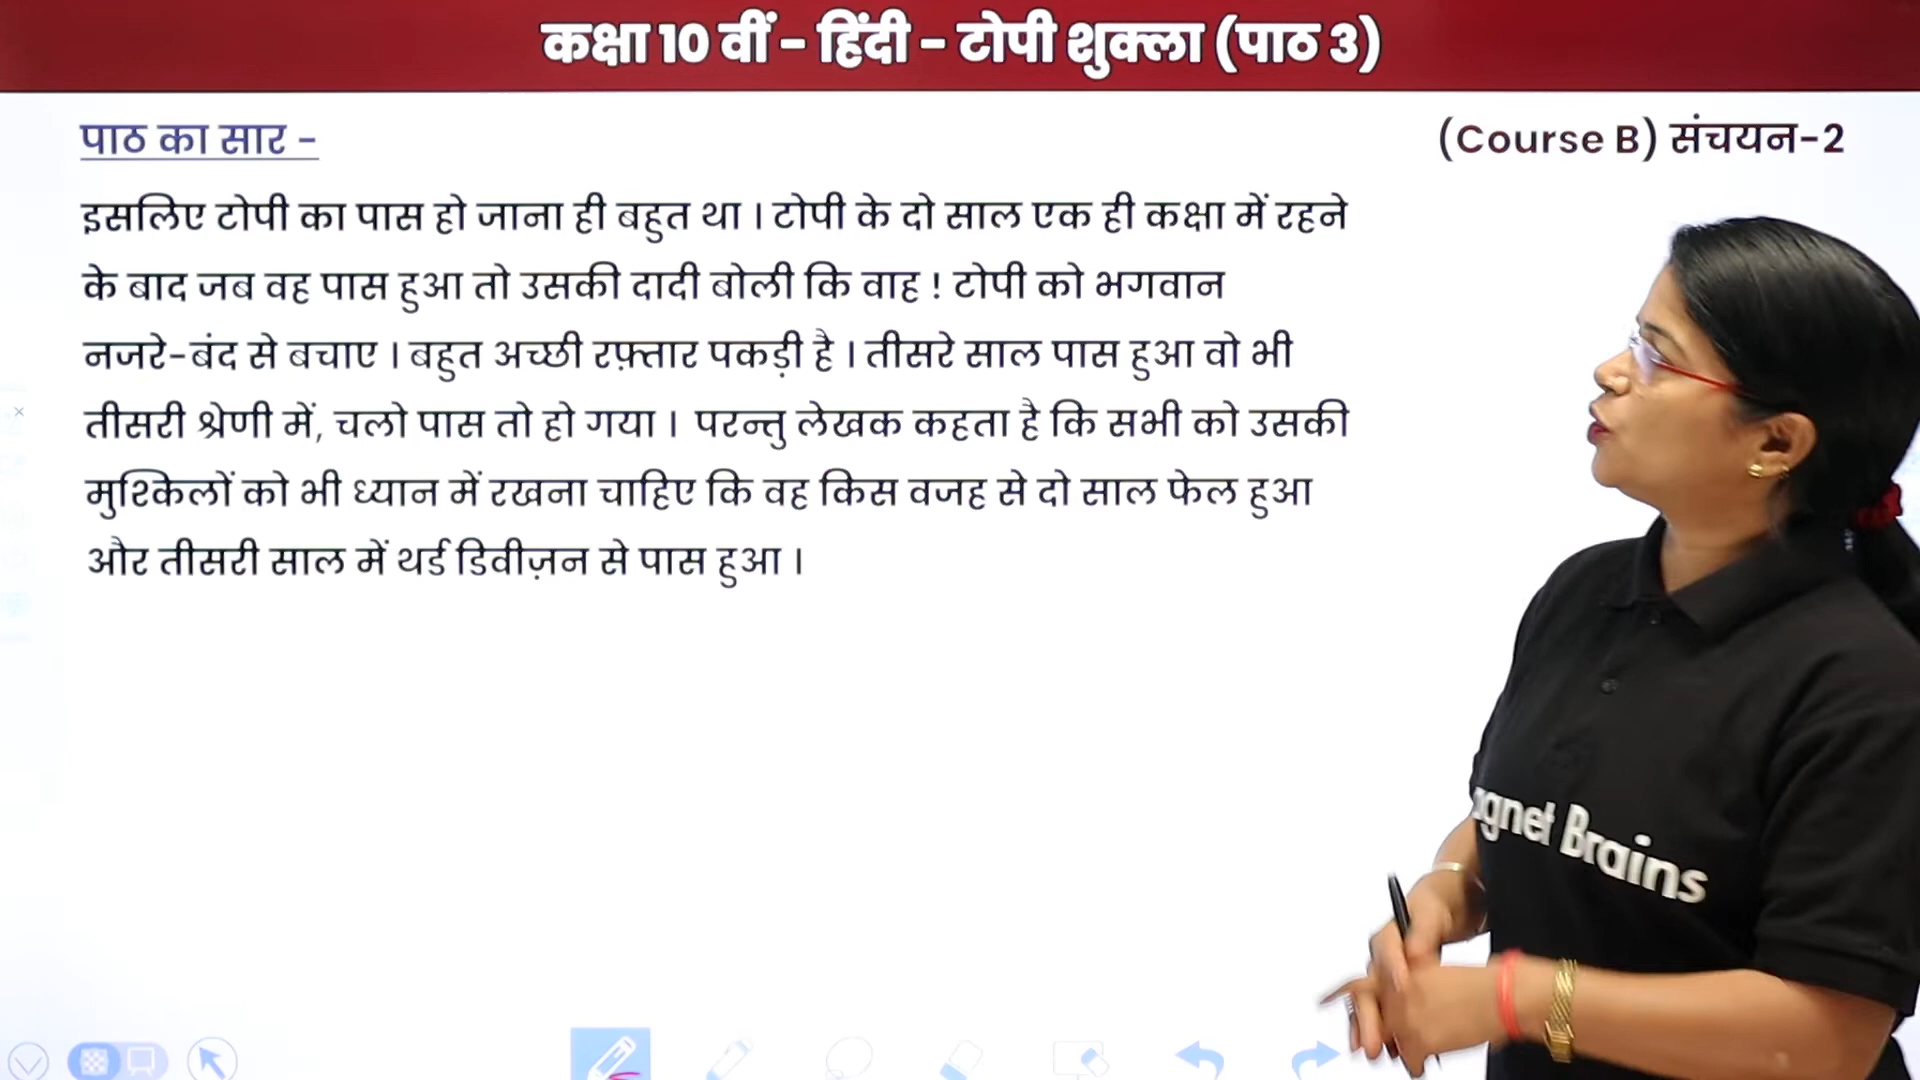 कक्षा 10 वीं - हिंदी - टोपी शुक्ला (पाठ 3)
पाठ का सार -
(Course B) संचयन-2
इसलिए टोपी का पास हो जाना ही बहुत था । टोपी के दो साल एक ही कक्षा में रहने
के बाद जब वह पास हुआ तो उसकी दादी बोली कि वाह ! टोपी को भगवान
नजरे-बंद से बचाए । बहुत अच्छी रफ़्तार पकड़ी है । तीसरे साल पास हुआ वो भी
तीसरी श्रेणी में, चलो पास तो हो गया । परन्तु लेखक कहता है कि सभी को उसकी
मुश्किलों को भी ध्यान में रखना चाहिए कि वह किस वजह से दो साल फेल हुआ
और तीसरी साल में थर्ड डिवीज़न से पास हुआ ।
agnet Brains